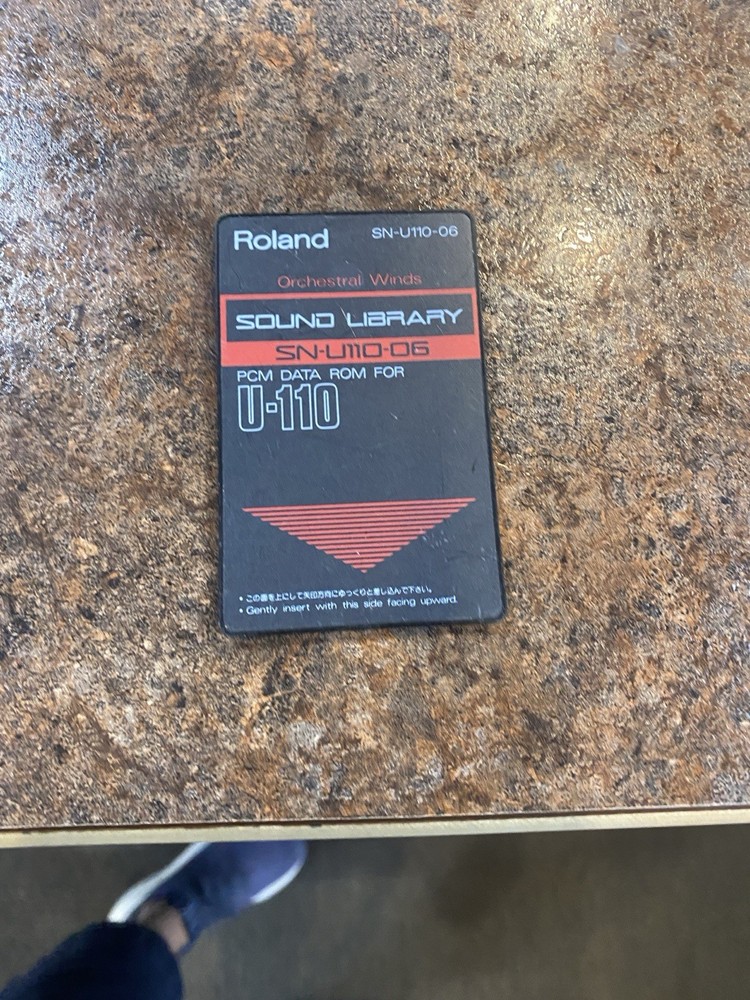 Roland SN-U110-06
Orchestral Winds
SOUND LIBRARY
SN-U110-06
PCM DATA ROM FOR
U-110
• この面を上にして矢印方向にゆっくりと差し込んで下さい。
• Gently insert with this side facing upward.